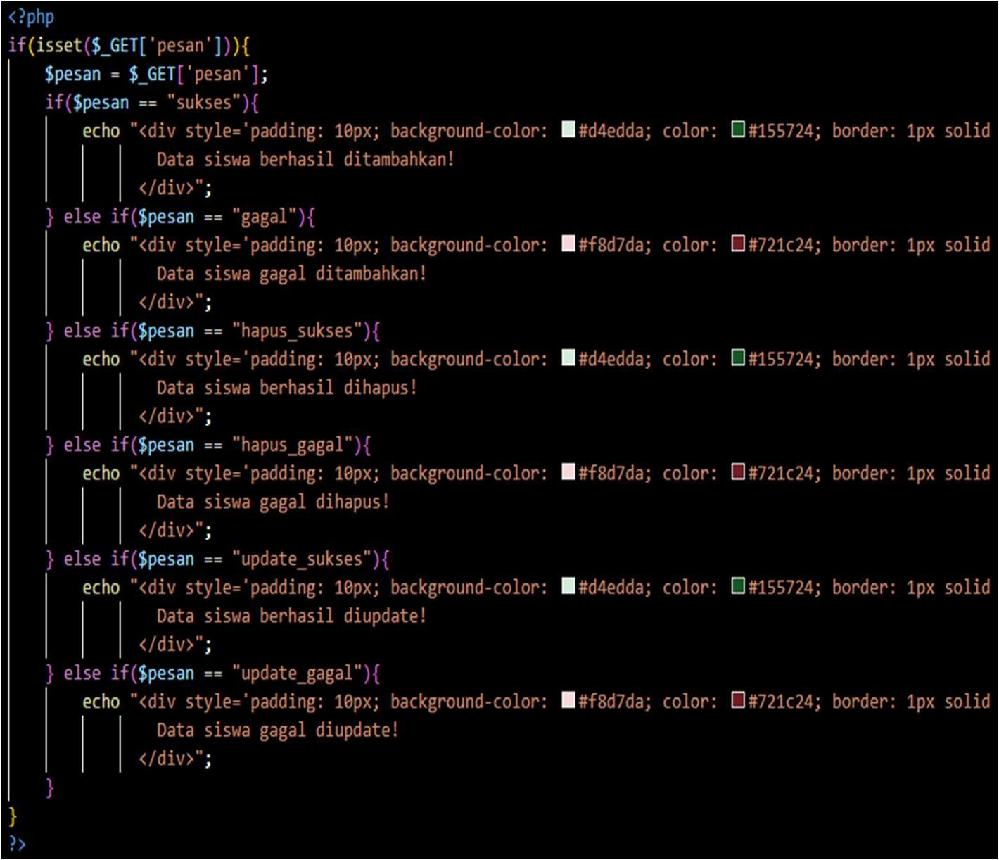 <?php
if(isset($_GET['pesan'])){
    $pesan = $_GET['pesan'];
    if($pesan == "sukses"){
        echo "<div style='padding: 10px; background-color: #d4edda; color: #155724; border: 1px solid
                Data siswa berhasil ditambahkan!
              </div>";
    } else if($pesan == "gagal"){
        echo "<div style='padding: 10px; background-color: #f8d7da; color: #721c24; border: 1px solid
                Data siswa gagal ditambahkan!
              </div>";
    } else if($pesan == "hapus_sukses"){
        echo "<div style='padding: 10px; background-color: #d4edda; color: #155724; border: 1px solid
                Data siswa berhasil dihapus!
              </div>";
    } else if($pesan == "hapus_gagal"){
        echo "<div style='padding: 10px; background-color: #f8d7da; color: #721c24; border: 1px solid
                Data siswa gagal dihapus!
              </div>";
    } else if($pesan == "update_sukses"){
        echo "<div style='padding: 10px; background-color: #d4edda; color: #155724; border: 1px solid
                Data siswa berhasil diupdate!
              </div>";
    } else if($pesan == "update_gagal"){
        echo "<div style='padding: 10px; background-color: #f8d7da; color: #721c24; border: 1px solid
                Data siswa gagal diupdate!
              </div>";
    }
}
?>